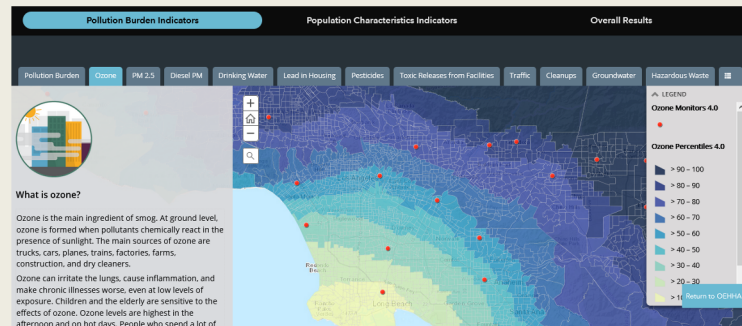 Pollution Burden Indicators
Population Characteristics Indicators
Overall Results
Pollution Burden
Ozone
PM 2.5
Diesel PM
Drinking Water
Lead in Housing
Pesticides
Toxic Releases from Facilities
Traffic
Cleanups
Groundwater
Hazardous Waste
What is ozone?
Ozone is the main ingredient of smog. At ground level,
ozone is formed when pollutants chemically react in the
presence of sunlight. The main sources of ozone are
trucks, cars, planes, trains, factories, farms,
construction, and dry cleaners.
Ozone can irritate the lungs, cause inflammation, and
make chronic illnesses worse, even at low levels of
exposure. Children and the elderly are sensitive to the
effects of ozone. Ozone levels are highest in the
afternoon and on hot days. People who spend a lot of
Long Beach
LEGEND
Ozone Monitors 4.0
Ozone Percentiles 4.0
> 90 – 100
> 80 – 90
> 70 – 80
> 60 – 70
> 50 – 60
> 40 – 50
> 30 – 40
> 20 – 30
Return to OEHHA